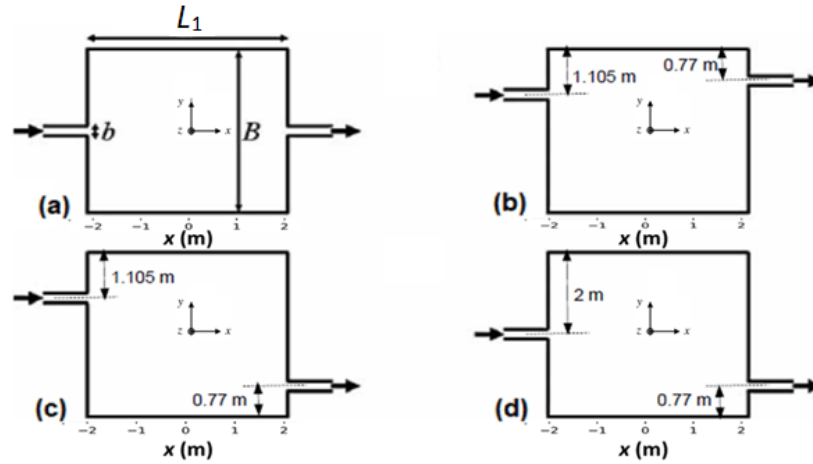 L₁
b
B
y
z
x
(a)
-2 -1 0 1 2
x (m)
1.105 m
0.77 m
y
z
x
(b)
-2 -1 0 1 2
x (m)
1.105 m
y
z
x
0.77 m
(c)
-2 -1 0 1 2
x (m)
2 m
y
z
x
0.77 m
(d)
-2 -1 0 1 2
x (m)